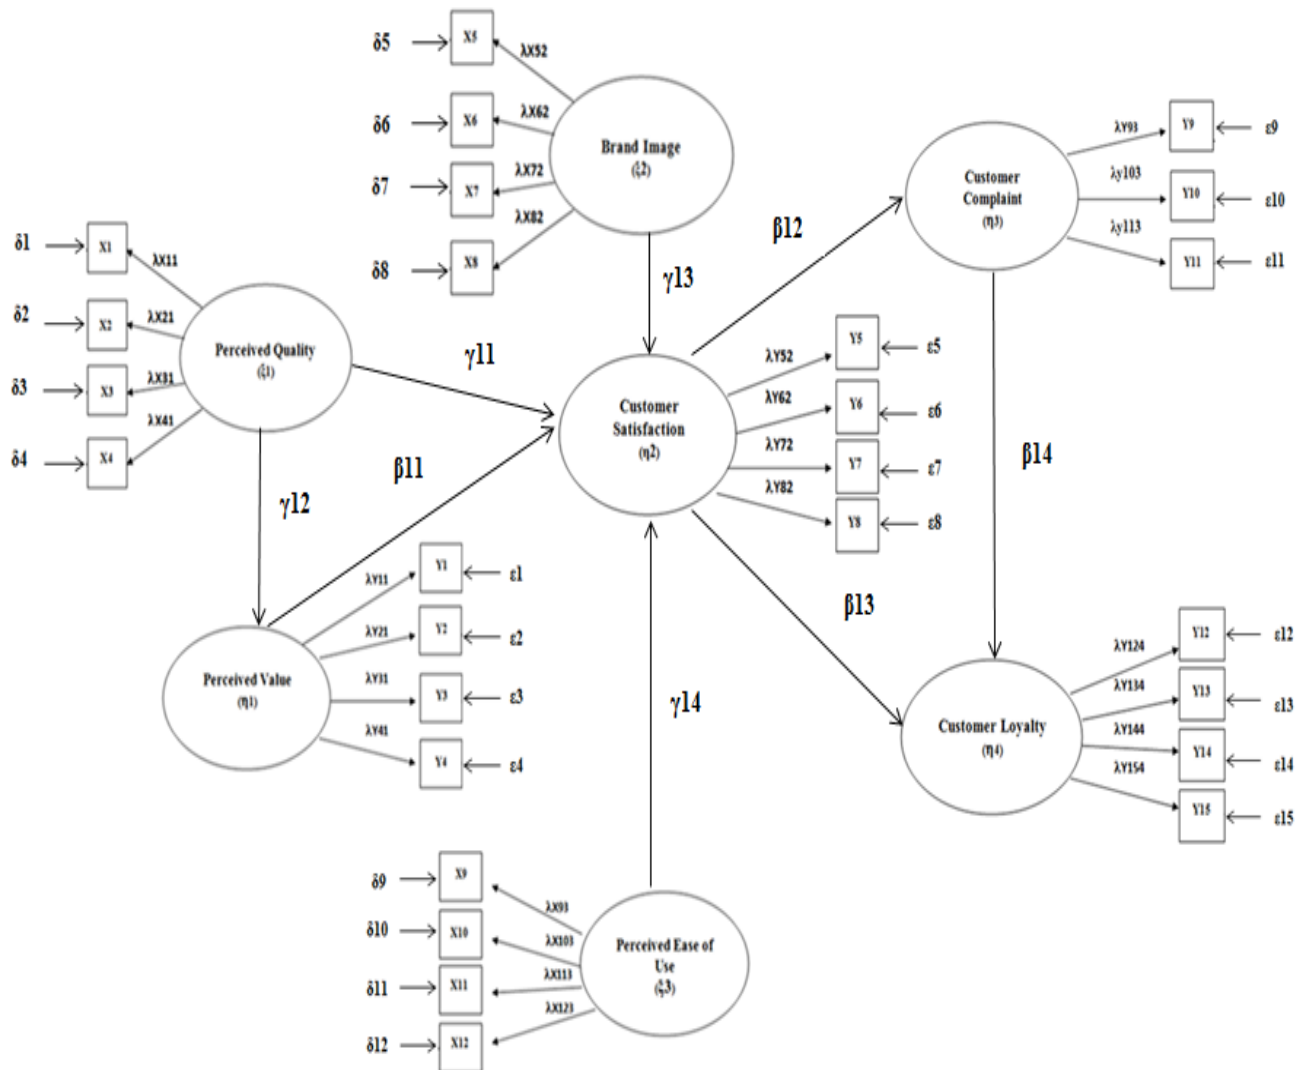 δ5
X5
λX52
δ6
X6
λX62
δ7
X7
λX72
δ8
X8
λX82
Brand Image
(ξ2)
Customer
Complaint
(η3)
λY93
Y9
ε9
λy103
Y10
ε10
λy113
Y11
ε11
β12
γ13
δ1
X1
λX11
δ2
X2
λX21
δ3
X3
λX31
δ4
X4
λX41
Perceived Quality
(ξ1)
γ11
Customer
Satisfaction
(η2)
λY52
Y5
ε5
λY62
Y6
ε6
λY72
Y7
ε7
λY82
Y8
ε8
β14
β11
γ12
β13
γ14
Perceived Value
(η1)
λY11
Y1
ε1
λY21
Y2
ε2
λY31
Y3
ε3
λY41
Y4
ε4
Customer Loyalty
(η4)
λY124
Y12
ε12
λY134
Y13
ε13
λY144
Y14
ε14
λY154
Y15
ε15
δ9
X9
λX93
δ10
X10
λX103
δ11
X11
λX113
δ12
X12
λX123
Perceived Ease of
Use
(ξ3)